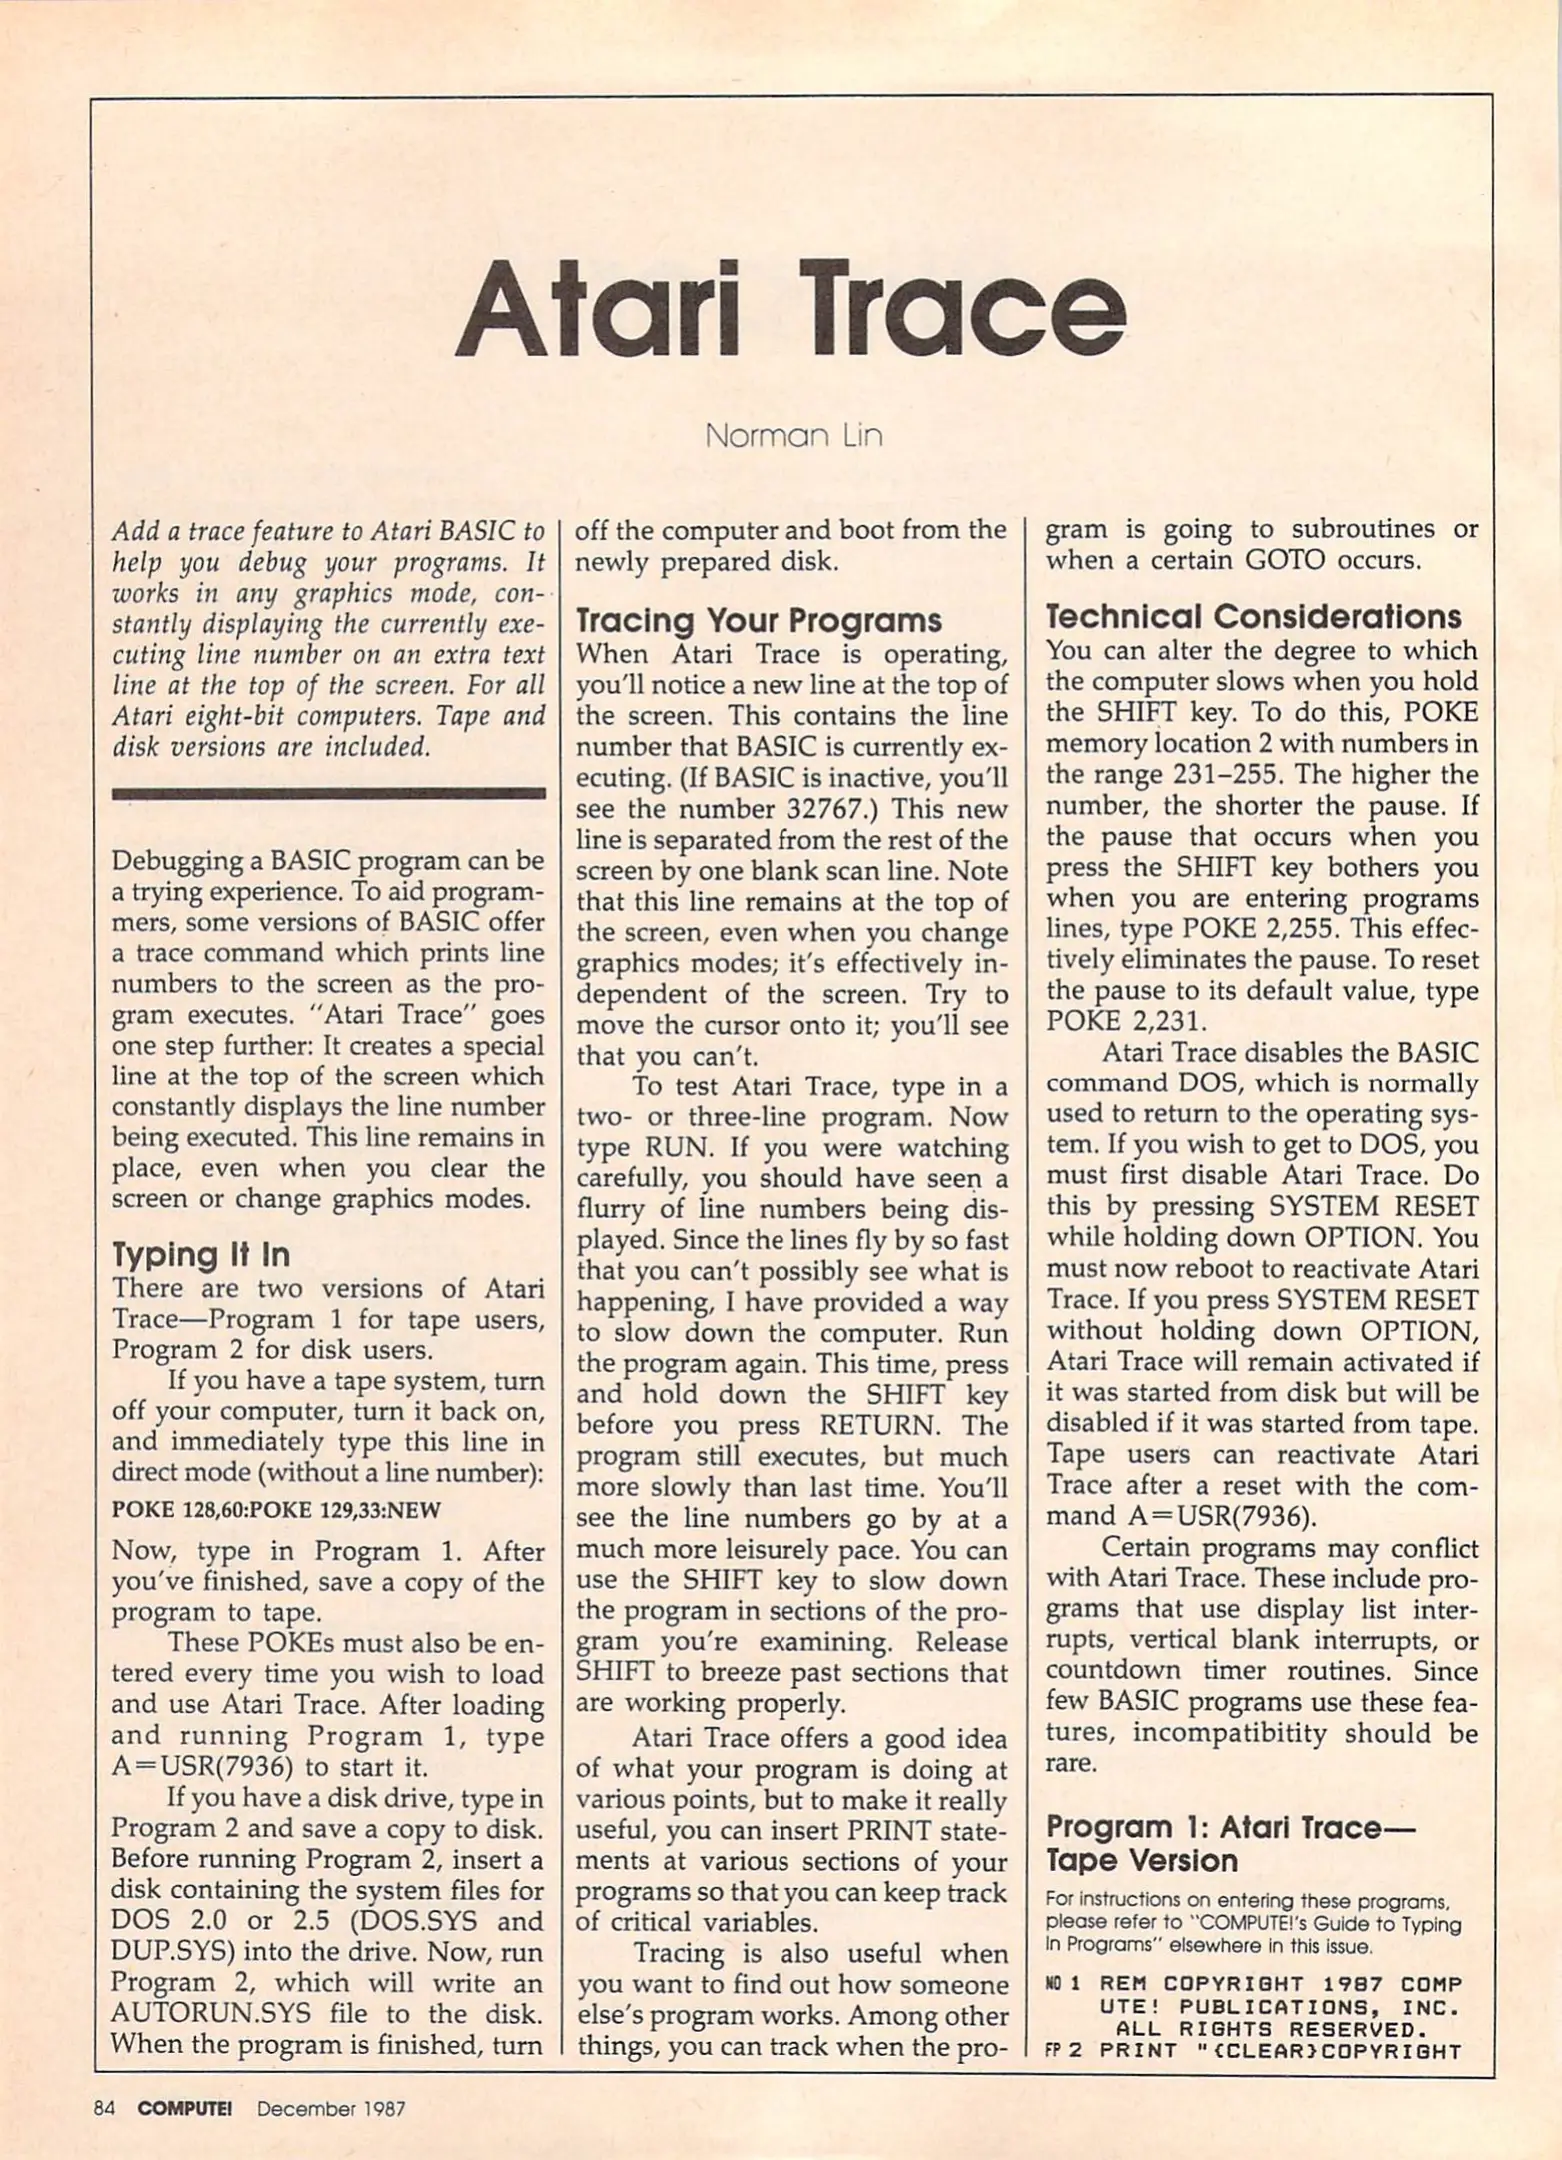 Atari Trace
Norman Lin
Add a trace feature to Atari BASIC to
help you debug your programs. It
works in any graphics mode, con-
stantly displaying the currently exe-
cuting line number on an extra text
line at the top of the screen. For all
Atari eight-bit computers. Tape and
disk versions are included.
Debugging a BASIC program can be
a trying experience. To aid program-
mers, some versions of BASIC offer
a trace command which prints line
numbers to the screen as the pro-
gram executes. "Atari Trace" goes
one step further: It creates a special
line at the top of the screen which
constantly displays the line number
being executed. This line remains in
place, even when you clear the
screen or change graphics modes.
Typing It In
There are two versions of Atari
Trace—Program 1 for tape users,
Program 2 for disk users.
If you have a tape system, turn
off your computer, turn it back on,
and immediately type this line in
direct mode (without a line number):
POKE 128,60:POKE 129,33:NEW
Now, type in Program 1. After
you've finished, save a copy of the
program to tape.
These POKEs must also be en-
tered every time you wish to load
and use Atari Trace. After loading
and running Program 1, type
A=USR(7936) to start it.
If you have a disk drive, type in
Program 2 and save a copy to disk.
Before running Program 2, insert a
disk containing the system files for
DOS 2.0 or 2.5 (DOS.SYS and
DUP.SYS) into the drive. Now, run
Program 2, which will write an
AUTORUN.SYS file to the disk.
When the program is finished, turn
off the computer and boot from the
newly prepared disk.
Tracing Your Programs
When Atari Trace is operating,
you'll notice a new line at the top of
the screen. This contains the line
number that BASIC is currently ex-
ecuting. (If BASIC is inactive, you'll
see the number 32767.) This new
line is separated from the rest of the
screen by one blank scan line. Note
that this line remains at the top of
the screen, even when you change
graphics modes; it's effectively in-
dependent of the screen. Try to
move the cursor onto it; you'll see
that you can't.
To test Atari Trace, type in a
two- or three-line program. Now
type RUN. If you were watching
carefully, you should have seen a
flurry of line numbers being dis-
played. Since the lines fly by so fast
that you can't possibly see what is
happening, I have provided a way
to slow down the computer. Run
the program again. This time, press
and hold down the SHIFT key
before you press RETURN. The
program still executes, but much
more slowly than last time. You'll
see the line numbers go by at a
much more leisurely pace. You can
use the SHIFT key to slow down
the program in sections of the pro-
gram you're examining. Release
SHIFT to breeze past sections that
are working properly.
Atari Trace offers a good idea
of what your program is doing at
various points, but to make it really
useful, you can insert PRINT state-
ments at various sections of your
programs so that you can keep track
of critical variables.
Tracing is also useful when
you want to find out how someone
else's program works. Among other
things, you can track when the pro-
gram is going to subroutines or
when a certain GOTO occurs.
Technical Considerations
You can alter the degree to which
the computer slows when you hold
the SHIFT key. To do this, POKE
memory location 2 with numbers in
the range 231–255. The higher the
number, the shorter the pause. If
the pause that occurs when you
press the SHIFT key bothers you
when you are entering programs
lines, type POKE 2,255. This effec-
tively eliminates the pause. To reset
the pause to its default value, type
POKE 2,231.
Atari Trace disables the BASIC
command DOS, which is normally
used to return to the operating sys-
tem. If you wish to get to DOS, you
must first disable Atari Trace. Do
this by pressing SYSTEM RESET
while holding down OPTION. You
must now reboot to reactivate Atari
Trace. If you press SYSTEM RESET
without holding down OPTION,
Atari Trace will remain activated if
it was started from disk but will be
disabled if it was started from tape.
Tape users can reactivate Atari
Trace after a reset with the com-
mand A=USR(7936).
Certain programs may conflict
with Atari Trace. These include pro-
grams that use display list inter-
rupts, vertical blank interrupts, or
countdown timer routines. Since
few BASIC programs use these fea-
tures, incompatibitity should be
rare.
Program 1: Atari Trace—
Tape Version
For instructions on entering these programs,
please refer to "COMPUTE!'s Guide to Typing
In Programs" elsewhere in this issue.
NO 1 REM COPYRIGHT 1987 COMP
UTE! PUBLICATIONS, INC.
ALL RIGHTS RESERVED.
FP 2 PRINT "{CLEAR}COPYRIGHT
84 COMPUTE! December 1987